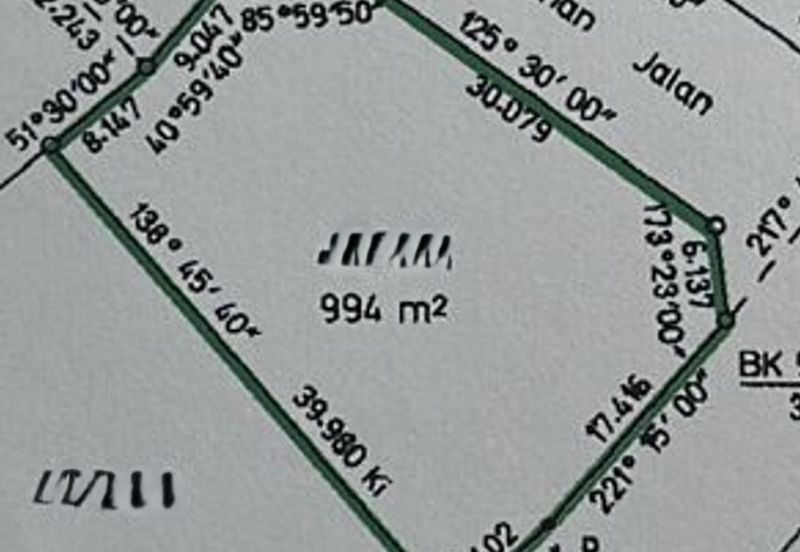 2.243
00"
9.047
85°59'50"
40°59'40"
51°30'00"
8.147
125° 30' 00"
30.079
Jalan
217°
173°23'00"
6.137
994 m²
138° 45' 40"
39.980 Ki
17.416
221° 15' 00"
BK